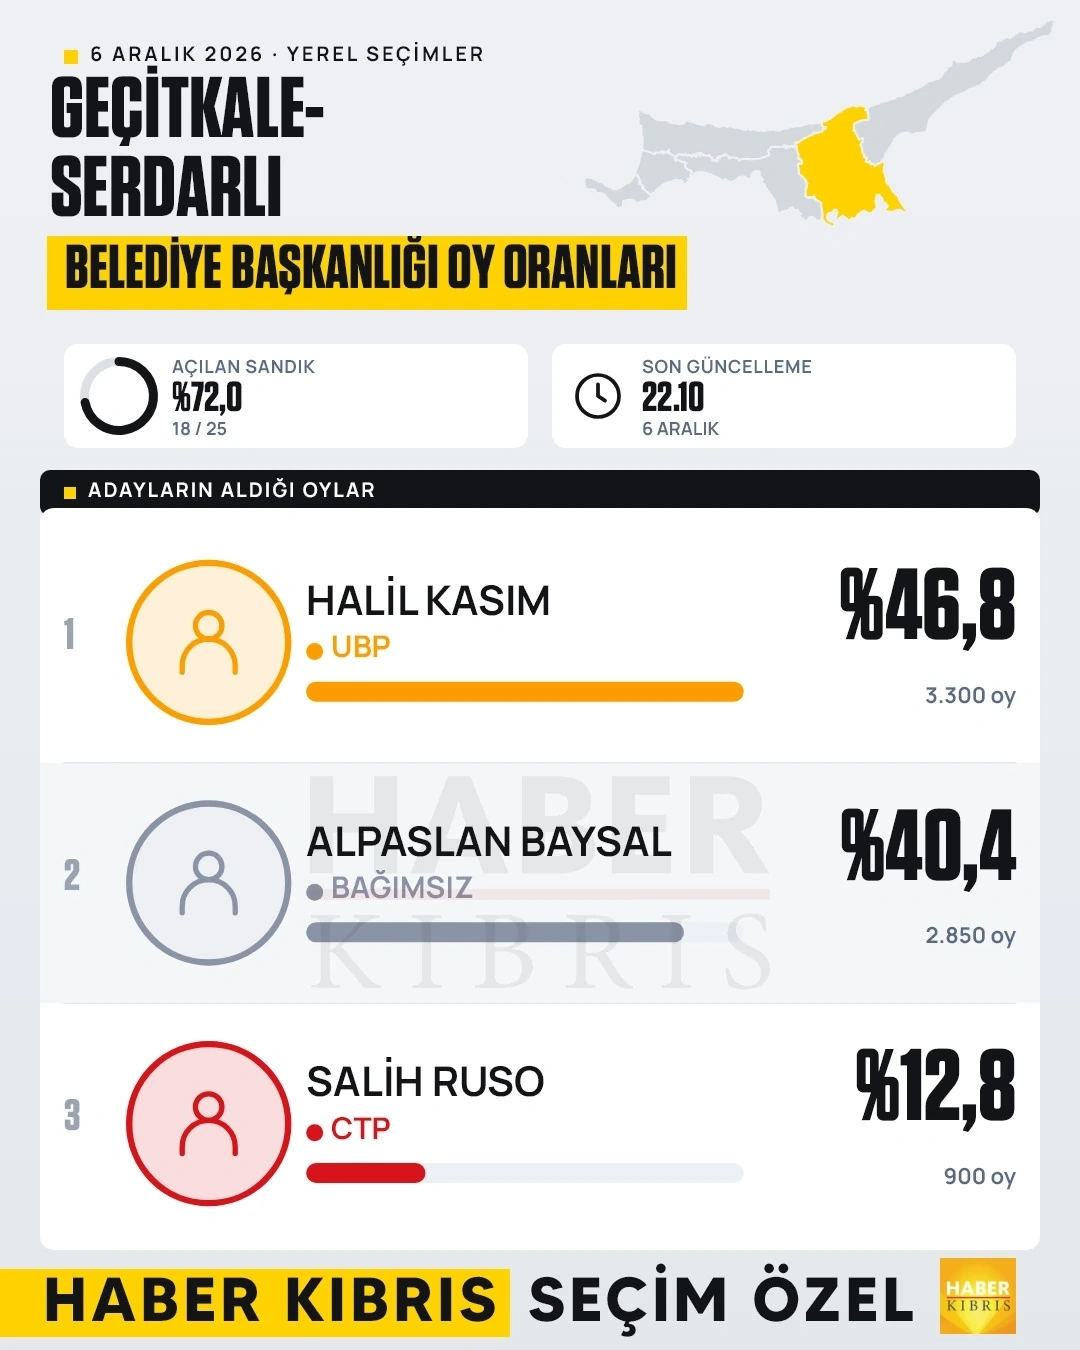 6 ARALIK 2026 · YEREL SEÇİMLER
GEÇİTKALE-
SERDARLI
BELEDİYE BAŞKANLIĞI OY ORANLARI
AÇILAN SANDIK
%72,0
18 / 25
SON GÜNCELLEME
22.10
6 ARALIK
ADAYLARIN ALDIĞI OYLAR
1
HALİL KASIM
UBP
%46,8
3.300 oy
2
ALPASLAN BAYSAL
BAĞIMSIZ
%40,4
2.850 oy
HABER
KIBRIS
3
SALİH RUSO
CTP
%12,8
900 oy
HABER KIBRIS SEÇİM ÖZEL
HABER
KIBRIS